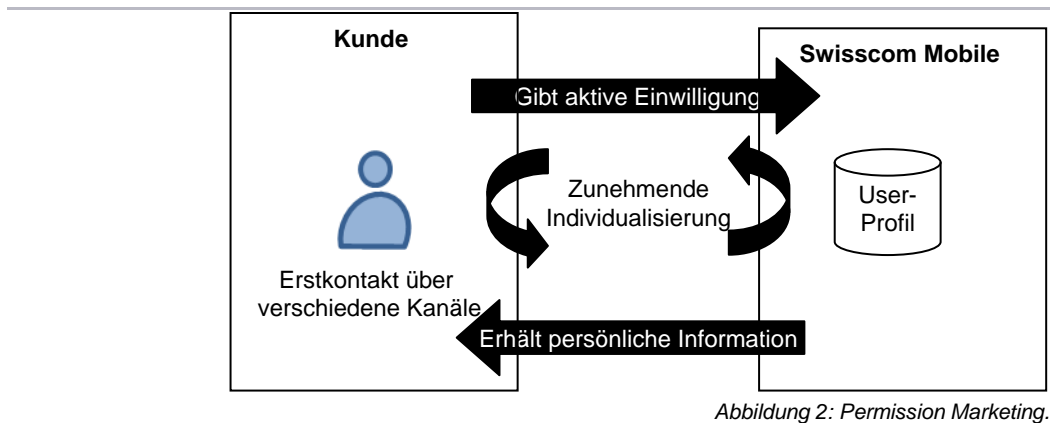 Kunde
Swisscom Mobile
Gibt aktive Einwilligung
Zunehmende
Individualisierung
User-
Profil
Erstkontakt über
verschiedene Kanäle
Erhält persönliche Information
Abbildung 2: Permission Marketing.